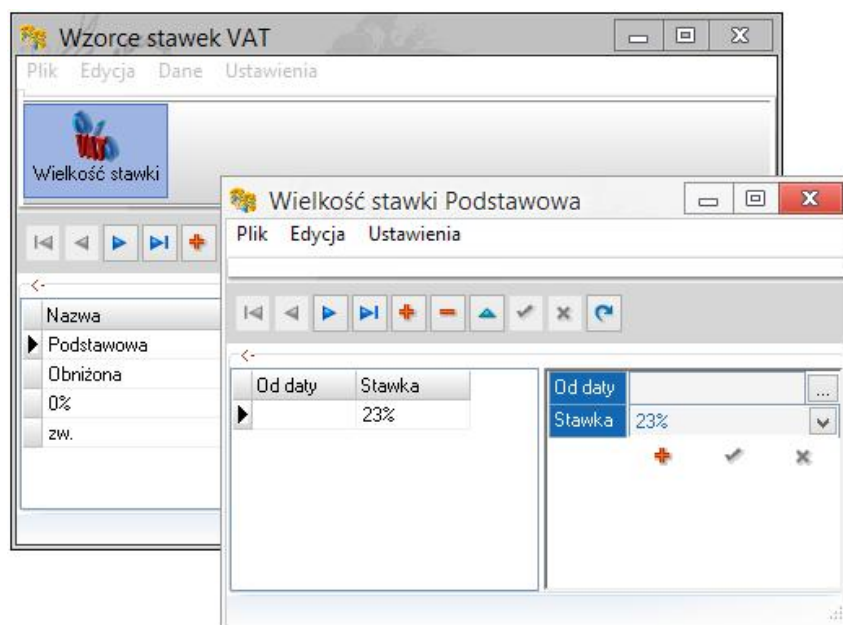 Wzorce stawek VAT
Plik Edycja Dane Ustawienia
VAT
Wielkość stawki
Nazwa
Podstawowa
Obniżona
0%
zw.
Wielkość stawki Podstawowa
Plik Edycja Ustawienia
Od daty Stawka
23%
Od daty ...
Stawka 23%